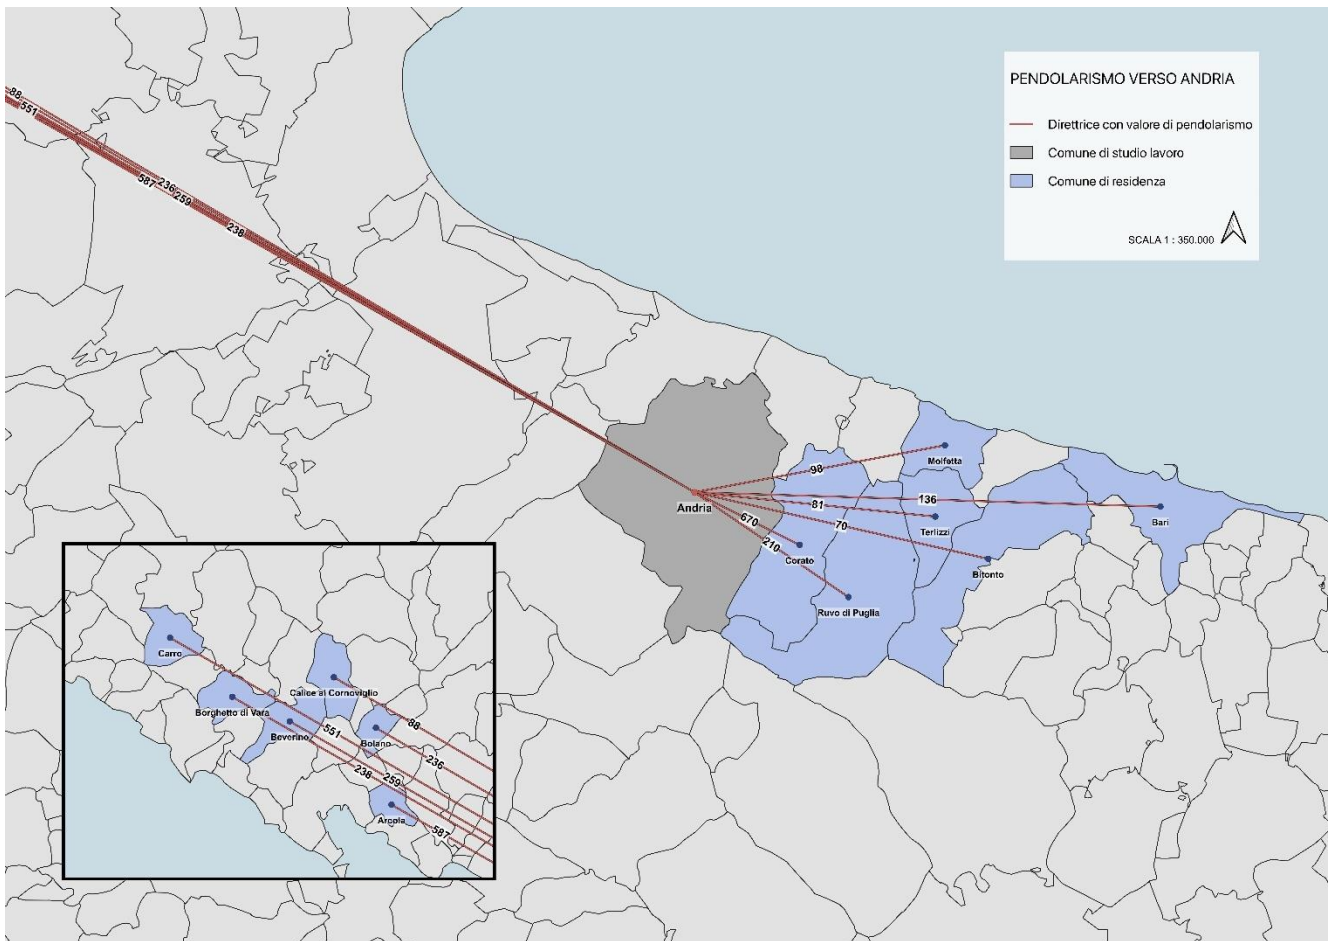 PENDOLARISMO VERSO ANDRIA
Direttrice con valore di pendolarismo
Comune di studio lavoro
Comune di residenza
SCALA 1 : 350.000
88
551
236
587
259
238
98
Molfetta
136
Andria
81
Bari
670
70
Terlizzi
210
Corato
Bitonto
Ruvo di Puglia
Carro
Calice al Cornoviglio
Borghetto di Vara
88
551
Beverino
Bolano
236
238
259
Arcola
587